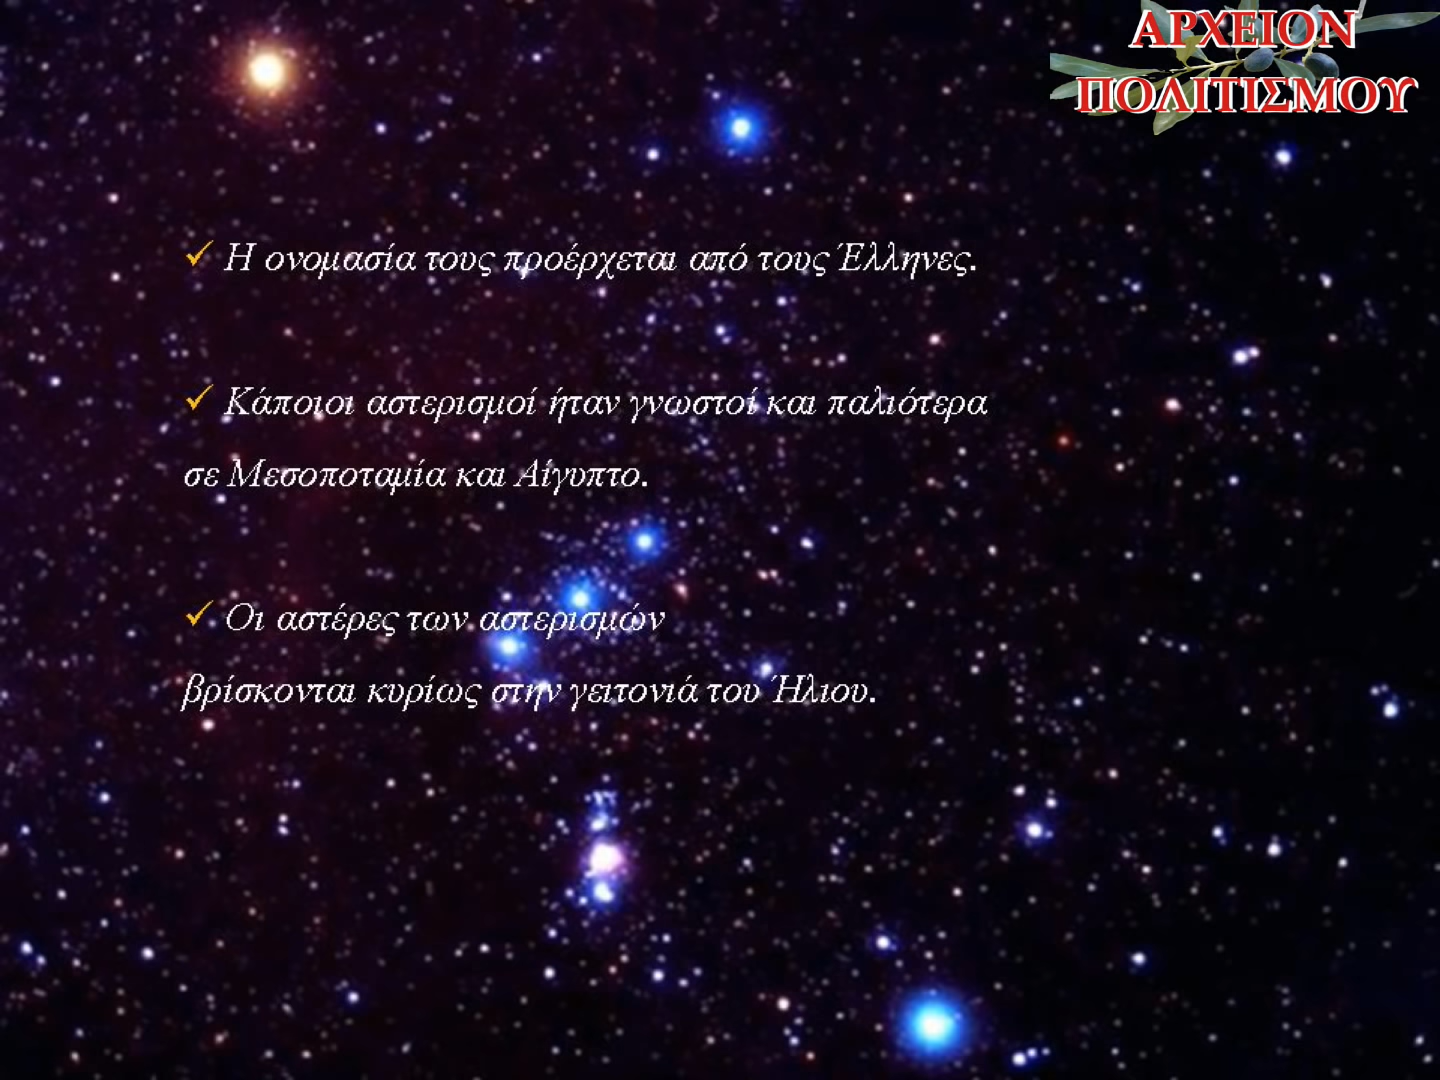 ΑΡΧΕΙΟΝ
ΠΟΛΙΤΙΣΜΟΥ
✓ Η ονομασία τους προέρχεται από τους Έλληνες.
✓ Κάποιοι αστερισμοί ήταν γνωστοί και παλιότερα
σε Μεσοποταμία και Αίγυπτο.
✓ Οι αστέρες των αστερισμών
βρίσκονται κυρίως στην γειτονιά του Ήλιου.